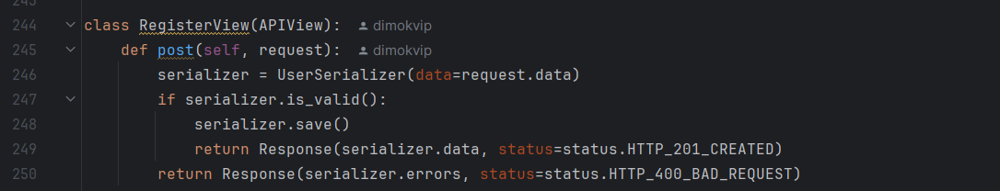 244 class RegisterView(APIView): dimokvip
245 def post(self, request): dimokvip
246 serializer = UserSerializer(data=request.data)
247 if serializer.is_valid():
248 serializer.save()
249 return Response(serializer.data, status=status.HTTP_201_CREATED)
250 return Response(serializer.errors, status=status.HTTP_400_BAD_REQUEST)